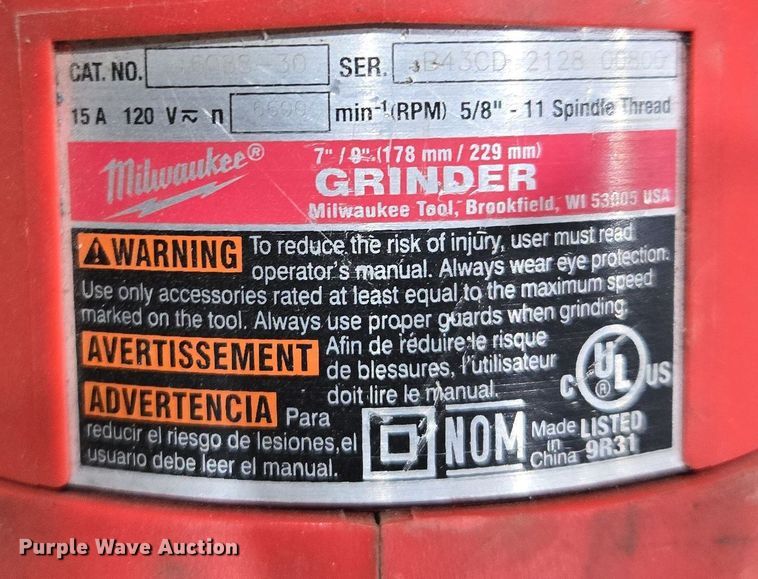 CAT. NO. 6088-30 SER.
15 A 120 V n min-1 (RPM) 5/8" - 11 Spindle Thread
Milwaukee®
7" / 9" (178 mm / 229 mm)
GRINDER
Milwaukee Tool, Brookfield, WI 53005 USA
WARNING To reduce the risk of injury, user must read
operator's manual. Always wear eye protection.
Use only accessories rated at least equal to the maximum speed
marked on the tool. Always use proper guards when grinding.
AVERTISSEMENT Afin de réduire le risque
de blessures, l'utilisateur
doit lire le manual.
ADVERTENCIA Para
reducir el riesgo de lesiones, el
usuario debe leer el manual.
NOM
Made
in
China
C UL® US
LISTED
9R31
Purple Wave Auction